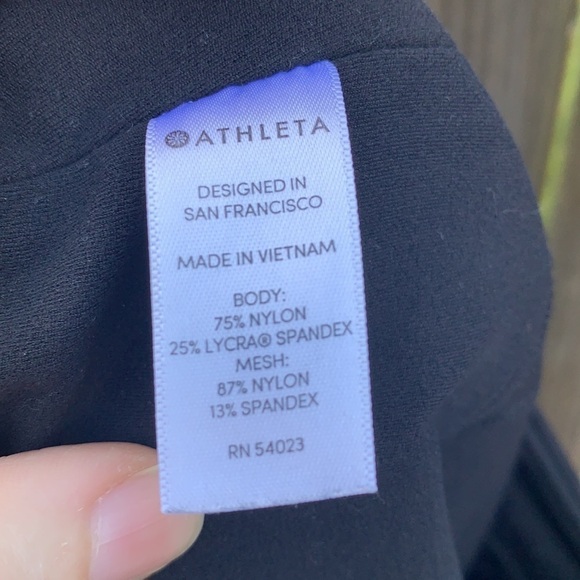 ATHLETA
DESIGNED IN
SAN FRANCISCO
MADE IN VIETNAM
BODY:
75% NYLON
25% LYCRA® SPANDEX
MESH:
87% NYLON
13% SPANDEX
RN 54023